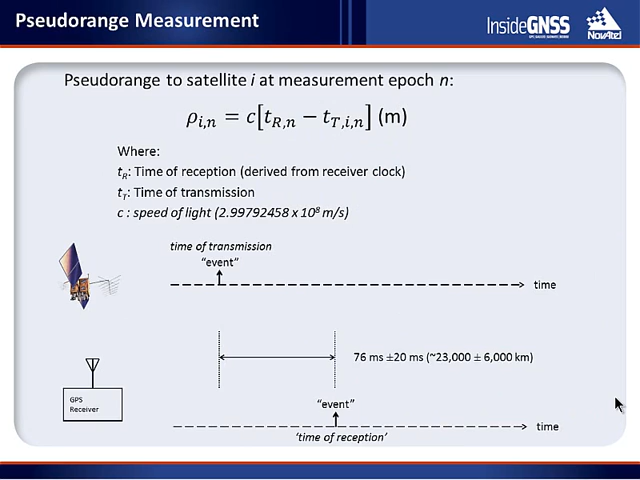 Pseudorange Measurement
InsideGNSS
NovAtel
Pseudorange to satellite i at measurement epoch n:
ρi,n = c[tR,n − tT,i,n] (m)
Where:
tR: Time of reception (derived from receiver clock)
tT: Time of transmission
c : speed of light (2.99792458 x 10⁸ m/s)
time of transmission
“event”
time
76 ms ±20 ms (~23,000 ± 6,000 km)
GPS
Receiver
“event”
time
‘time of reception’